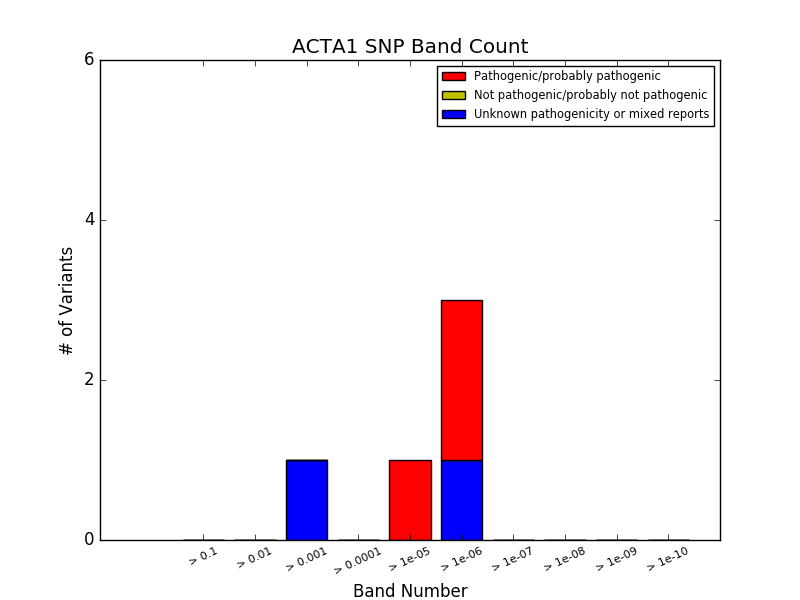 ACTA1 SNP Band Count
6
4
2
0
# of Variants
Pathogenic/probably pathogenic
Not pathogenic/probably not pathogenic
Unknown pathogenicity or mixed reports
> 0.1
> 0.01
> 0.001
> 0.0001
> 1e-05
> 1e-06
> 1e-07
> 1e-08
> 1e-09
> 1e-10
Band Number